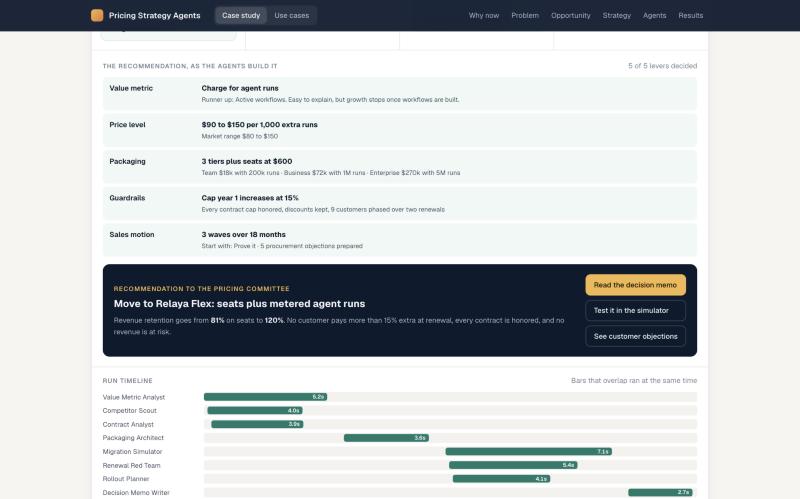 Pricing Strategy Agents
Case study
Use cases
Why now
Problem
Opportunity
Strategy
Agents
Results
THE RECOMMENDATION, AS THE AGENTS BUILD IT
5 of 5 levers decided
Value metric
Charge for agent runs
Runner up: Active workflows. Easy to explain, but growth stops once workflows are built.
Price level
$90 to $150 per 1,000 extra runs
Market range $80 to $150
Packaging
3 tiers plus seats at $600
Team $18k with 200k runs · Business $72k with 1M runs · Enterprise $270k with 5M runs
Guardrails
Cap year 1 increases at 15%
Every contract cap honored, discounts kept, 9 customers phased over two renewals
Sales motion
3 waves over 18 months
Start with: Prove it · 5 procurement objections prepared
RECOMMENDATION TO THE PRICING COMMITTEE
Move to Relaya Flex: seats plus metered agent runs
Revenue retention goes from 81% on seats to 120%. No customer pays more than 15% extra at renewal, every contract is honored, and no
revenue is at risk.
Read the decision memo
Test it in the simulator
See customer objections
RUN TIMELINE
Bars that overlap ran at the same time
Value Metric Analyst
5.2s
Competitor Scout
4.0s
Contract Analyst
3.9s
Packaging Architect
3.6s
Migration Simulator
7.1s
Renewal Red Team
5.4s
Rollout Planner
4.1s
Decision Memo Writer
2.7s